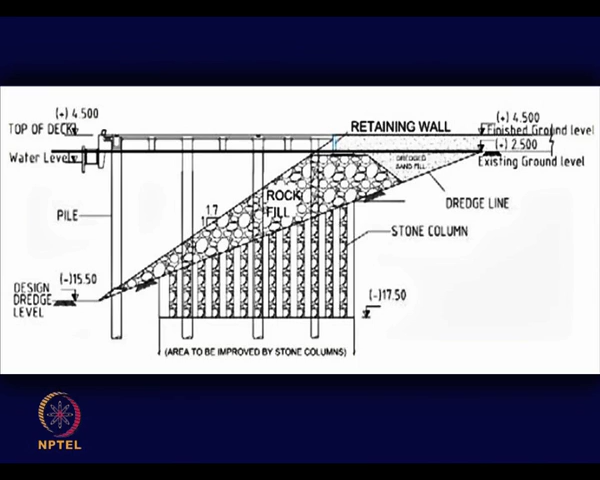 (+) 4.500
TOP OF DECK
Water Level
RETAINING WALL
(+) 4.500
Finished Ground level
(+) 2.500
Existing Ground level
DREDGED
SAND FILL
DREDGE LINE
1.7
1
ROCK
FILL
PILE
STONE COLUMN
(-)15.50
DESIGN
DREDGE
LEVEL
(-)17.50
(AREA TO BE IMPROVED BY STONE COLUMNS)
NPTEL